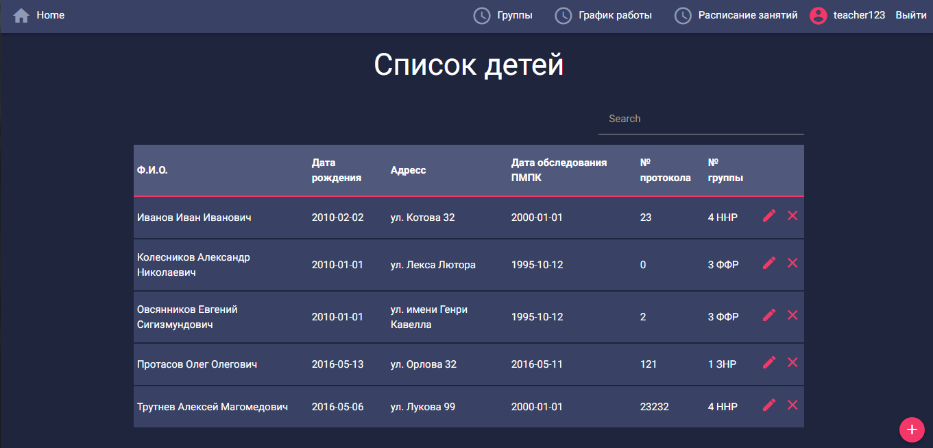 Home Группы График работы Расписание занятий teacher123 Выйти
Список детей
Search
Ф.И.О. Дата рождения Адресс Дата обследования ПМПК № протокола № группы
Иванов Иван Иванович 2010-02-02 ул. Котова 32 2000-01-01 23 4 ННР
Колесников Александр Николаевич 2010-01-01 ул. Лекса Лютора 1995-10-12 0 3 ФФР
Овсянников Евгений Сигизмундович 2010-01-01 ул. имени Генри Кавелла 1995-10-12 2 3 ФФР
Протасов Олег Олегович 2016-05-13 ул. Орлова 32 2016-05-11 121 1 ЗНР
Трутнев Алексей Магомедович 2016-05-06 ул. Лукова 99 2000-01-01 23232 4 ННР